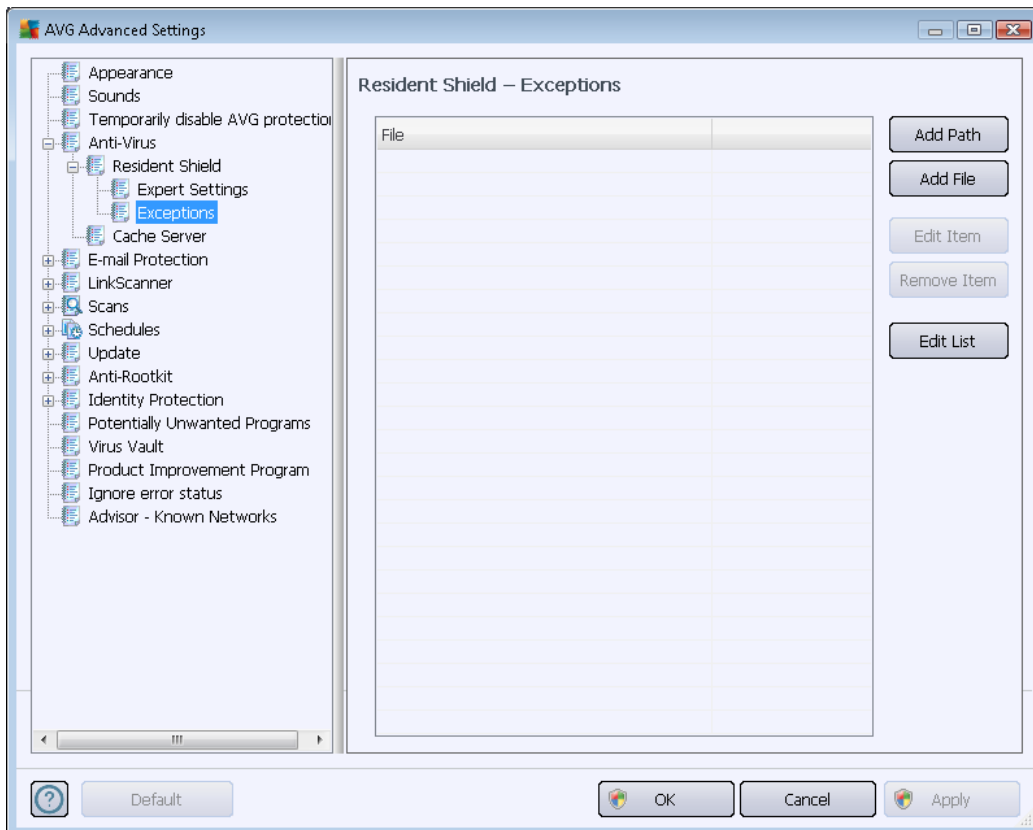 AVG Advanced Settings
Appearance
Sounds
Temporarily disable AVG protection
Anti-Virus
Resident Shield
Expert Settings
Exceptions
Cache Server
E-mail Protection
LinkScanner
Scans
Schedules
Update
Anti-Rootkit
Identity Protection
Potentially Unwanted Programs
Virus Vault
Product Improvement Program
Ignore error status
Advisor - Known Networks
Resident Shield – Exceptions
File
Add Path
Add File
Edit Item
Remove Item
Edit List
?
Default
OK
Cancel
Apply